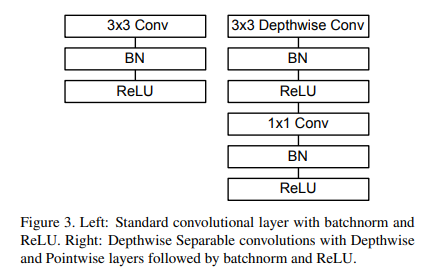 3x3 Conv
BN
ReLU
3x3 Depthwise Conv
BN
ReLU
1x1 Conv
BN
ReLU
Figure 3. Left: Standard convolutional layer with batchnorm and
ReLU. Right: Depthwise Separable convolutions with Depthwise
and Pointwise layers followed by batchnorm and ReLU.